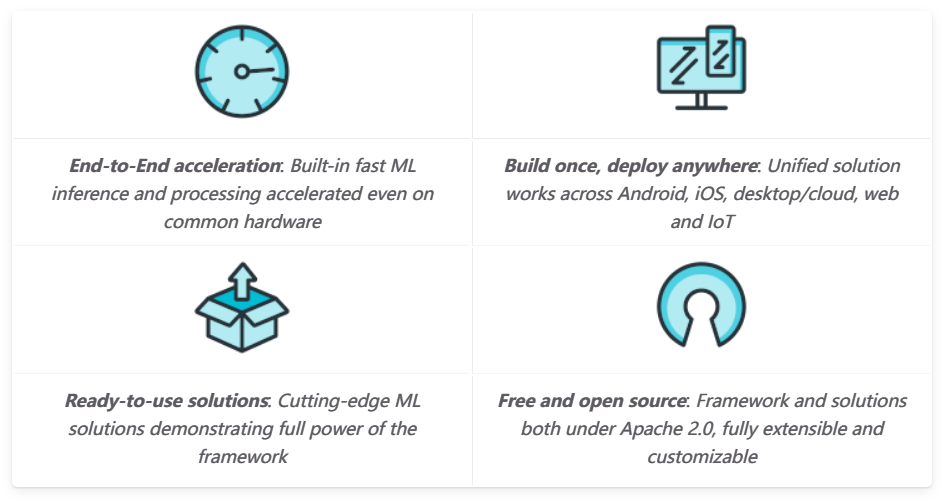 End-to-End acceleration: Built-in fast ML
inference and processing accelerated even on
common hardware
Build once, deploy anywhere: Unified solution
works across Android, iOS, desktop/cloud, web
and IoT
Ready-to-use solutions: Cutting-edge ML
solutions demonstrating full power of the
framework
Free and open source: Framework and solutions
both under Apache 2.0, fully extensible and
customizable